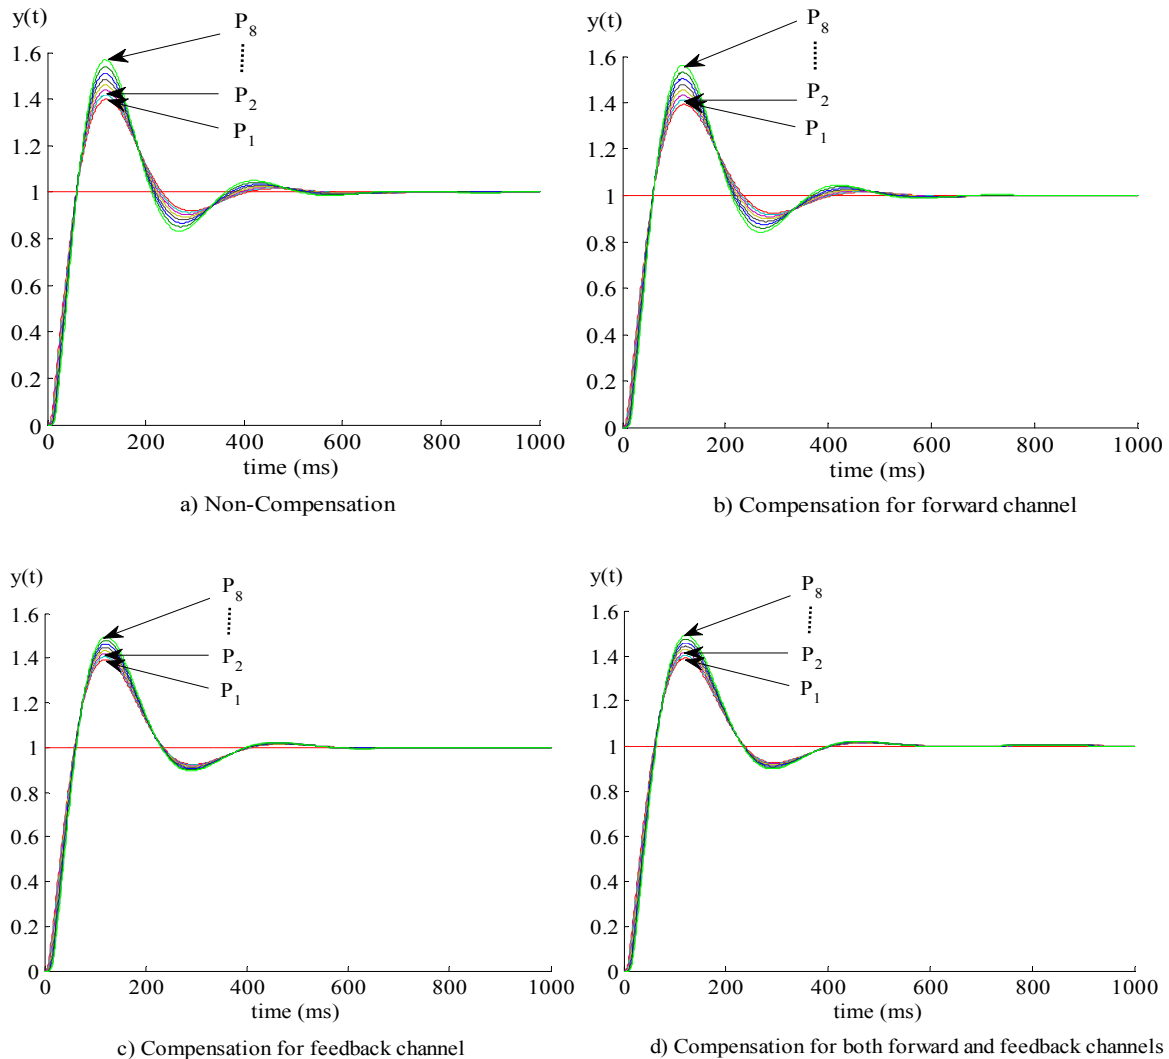 y(t)
P8
P2
P1
1.6
1.4
1.2
1
0.8
0.6
0.4
0.2
0
0 200 400 600 800 1000
time (ms)
a) Non-Compensation
y(t)
P8
P2
P1
1.6
1.4
1.2
1
0.8
0.6
0.4
0.2
0
0 200 400 600 800 1000
time (ms)
b) Compensation for forward channel
y(t)
P8
P2
P1
1.6
1.4
1.2
1
0.8
0.6
0.4
0.2
0
0 200 400 600 800 1000
time (ms)
c) Compensation for feedback channel
y(t)
P8
P2
P1
1.6
1.4
1.2
1
0.8
0.6
0.4
0.2
0
0 200 400 600 800 1000
time (ms)
d) Compensation for both forward and feedback channels